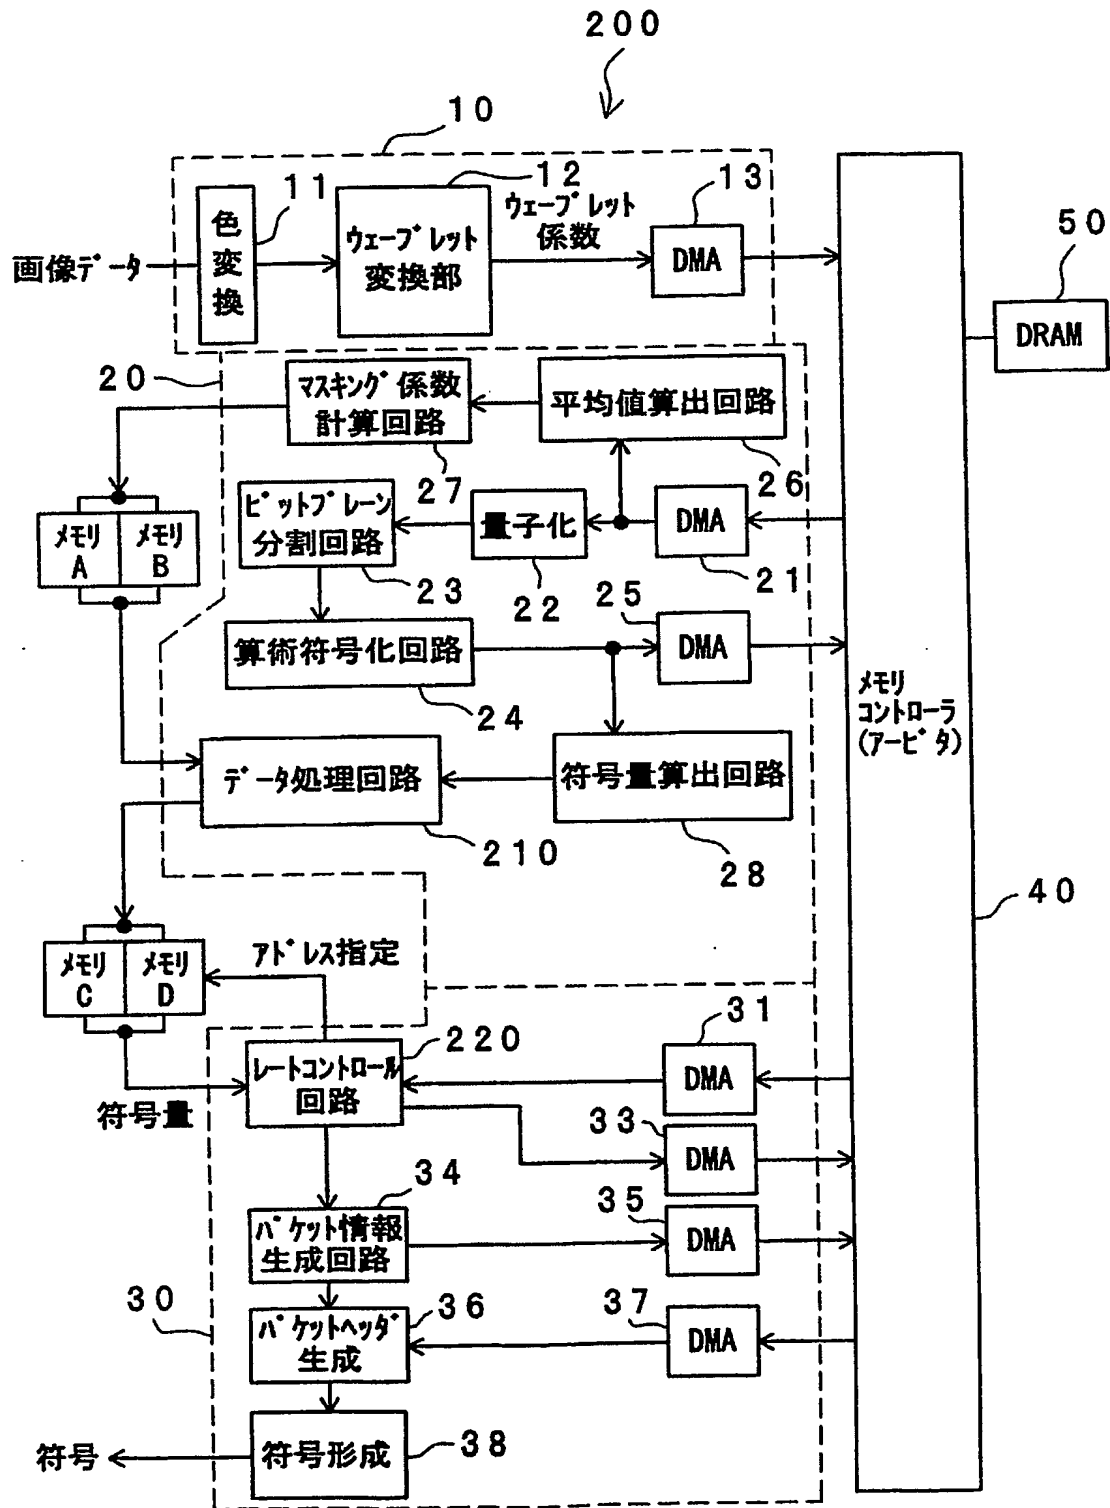 200
10
11
12
13
50
色変換
ウェーブレット
変換部
ウェーブレット
係数
DMA
画像データ
DRAM
20
マスキング係数
計算回路
平均値算出回路
27
26
メモリ
A
メモリ
B
ビットプレーン
分割回路
量子化
DMA
23
22
21
25
算術符号化回路
DMA
24
メモリ
コントローラ
(アービタ)
データ処理回路
符号量算出回路
210
28
40
メモリ
C
メモリ
D
アドレス指定
31
220
レートコントロール
回路
DMA
符号量
33
DMA
34
35
パケット情報
生成回路
DMA
30
36
37
パケットヘッダ
生成
DMA
符号
符号形成
38